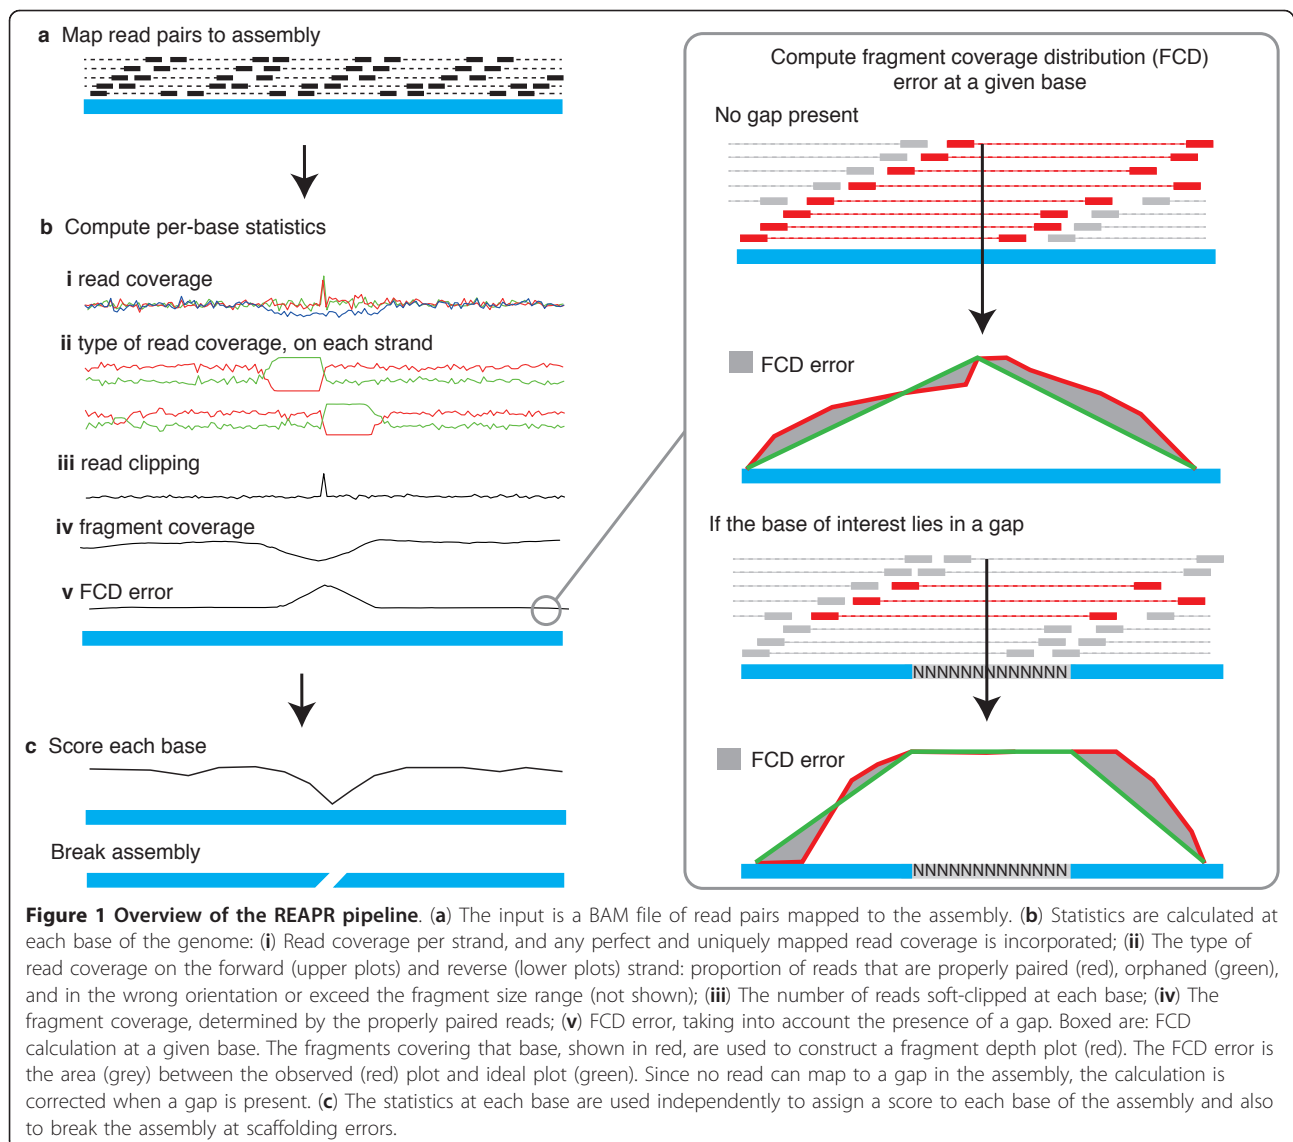 a Map read pairs to assembly
b Compute per-base statistics
i read coverage
ii type of read coverage, on each strand
iii read clipping
iv fragment coverage
v FCD error
c Score each base
Break assembly
Compute fragment coverage distribution (FCD)
error at a given base
No gap present
FCD error
If the base of interest lies in a gap
NNNNNNNNNNNNNN
FCD error
NNNNNNNNNNNNNN
Figure 1 Overview of the REAPR pipeline. (a) The input is a BAM file of read pairs mapped to the assembly. (b) Statistics are calculated at
each base of the genome: (i) Read coverage per strand, and any perfect and uniquely mapped read coverage is incorporated; (ii) The type of
read coverage on the forward (upper plots) and reverse (lower plots) strand: proportion of reads that are properly paired (red), orphaned (green),
and in the wrong orientation or exceed the fragment size range (not shown); (iii) The number of reads soft-clipped at each base; (iv) The
fragment coverage, determined by the properly paired reads; (v) FCD error, taking into account the presence of a gap. Boxed are: FCD
calculation at a given base. The fragments covering that base, shown in red, are used to construct a fragment depth plot (red). The FCD error is
the area (grey) between the observed (red) plot and ideal plot (green). Since no read can map to a gap in the assembly, the calculation is
corrected when a gap is present. (c) The statistics at each base are used independently to assign a score to each base of the assembly and also
to break the assembly at scaffolding errors.